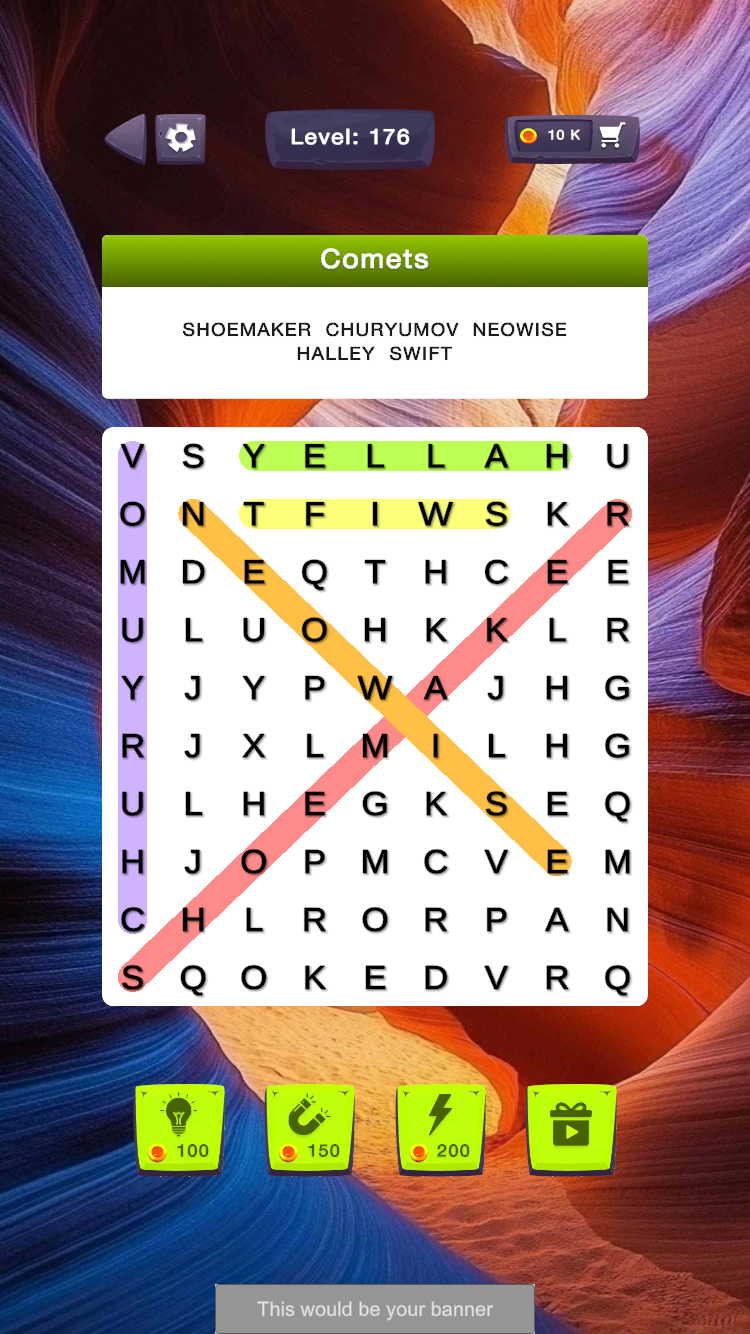 Level: 176
10 K
Comets
SHOEMAKER CHURYUMOV NEOWISE
HALLEY SWIFT
V S Y E L L A H U
O N T F I W S K R
M D E Q T H C E E
U L U O H K K L R
Y J Y P W A J H G
R J X L M I L H G
U L H E G K S E Q
H J O P M C V E M
C H L R O R P A N
S Q O K E D V R Q
100 150 200
This would be your banner